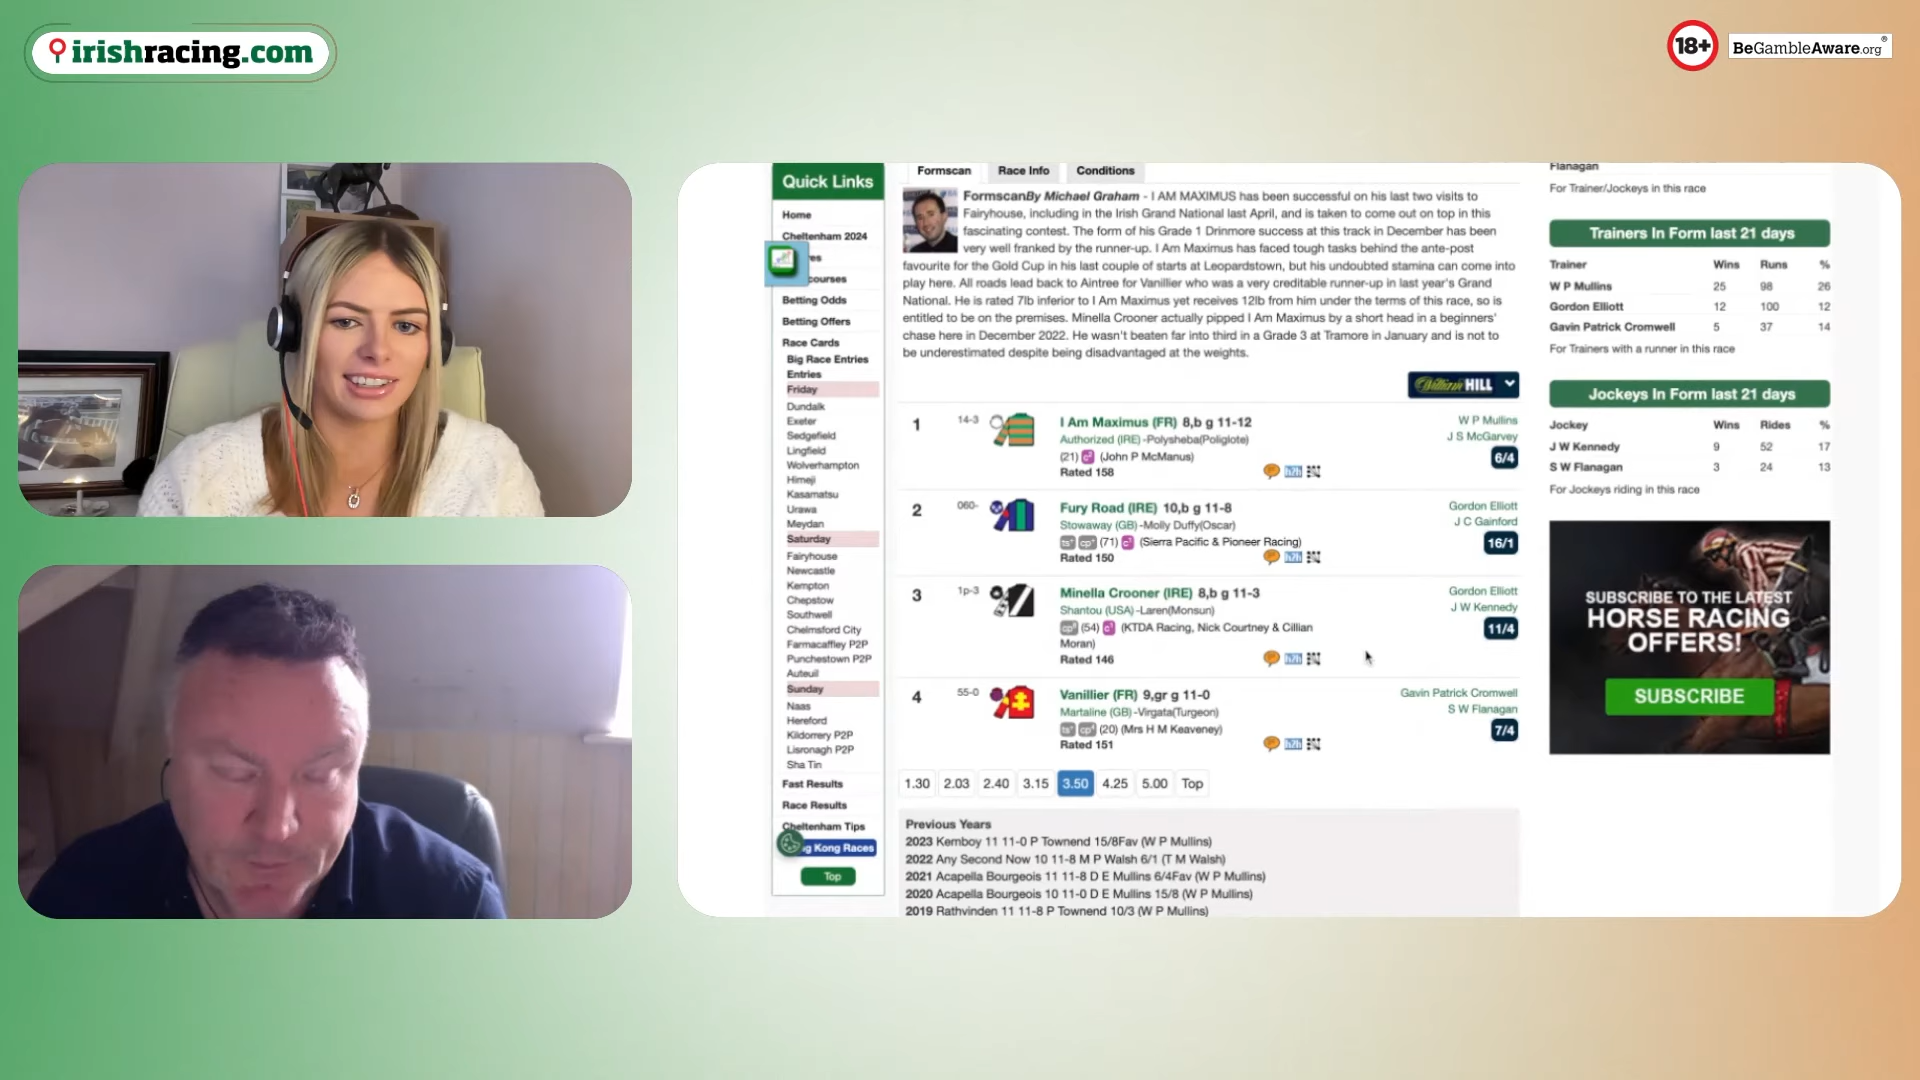 irishracing.com
18+
BeGambleAware.org®
Quick Links
Home
Cheltenham 2024
es
courses
Betting Odds
Betting Offers
Race Cards
Big Race Entries
Entries
Friday
Dundalk
Exeter
Sedgefield
Lingfield
Wolverhampton
Himeji
Kasamatsu
Urawa
Meydan
Saturday
Fairyhouse
Newcastle
Kempton
Chepstow
Southwell
Chelmsford City
Farmacaffley P2P
Punchestown P2P
Auteuil
Sunday
Naas
Hereford
Kildorrery P2P
Lisronagh P2P
Sha Tin
Fast Results
Race Results
Cheltenham Tips
g Kong Races
Top
Formscan Race Info Conditions
FormscanBy Michael Graham - I AM MAXIMUS has been successful on his last two visits to
Fairyhouse, including in the Irish Grand National last April, and is taken to come out on top in this
fascinating contest. The form of his Grade 1 Drinmore success at this track in December has been
very well franked by the runner-up. I Am Maximus has faced tough tasks behind the ante-post
favourite for the Gold Cup in his last couple of starts at Leopardstown, but his undoubted stamina can come into
play here. All roads lead back to Aintree for Vanillier who was a very creditable runner-up in last year's Grand
National. He is rated 7lb inferior to I Am Maximus yet receives 12lb from him under the terms of this race, so is
entitled to be on the premises. Minella Crooner actually pipped I Am Maximus by a short head in a beginners'
chase here in December 2022. He wasn't beaten far into third in a Grade 3 at Tramore in January and is not to
be underestimated despite being disadvantaged at the weights.
William HILL
1 14-3 I Am Maximus (FR) 8,b g 11-12 W P Mullins
Authorized (IRE) -Polysheba(Poliglote) J S McGarvey
(21) c² (John P McManus) 6/4
Rated 158 h2h
2 060- Fury Road (IRE) 10,b g 11-8 Gordon Elliott
Stowaway (GB) -Molly Duffy(Oscar) J C Gainford
(71) (Sierra Pacific & Pioneer Racing) 16/1
Rated 150 h2h
3 1p-3 Minella Crooner (IRE) 8,b g 11-3 Gordon Elliott
Shantou (USA) -Laren(Monsun) J W Kennedy
(54) (KTDA Racing, Nick Courtney & Cillian 11/4
Moran)
Rated 146 h2h
4 55-0 Vanillier (FR) 9,gr g 11-0 Gavin Patrick Cromwell
Martaline (GB) -Virgata(Turgeon) S W Flanagan
(20) (Mrs H M Keaveney) 7/4
Rated 151 h2h
1.30 2.03 2.40 3.15 3.50 4.25 5.00 Top
Previous Years
2023 Kemboy 11 11-0 P Townend 15/8Fav (W P Mullins)
2022 Any Second Now 10 11-8 M P Walsh 6/1 (T M Walsh)
2021 Acapella Bourgeois 11 11-8 D E Mullins 6/4Fav (W P Mullins)
2020 Acapella Bourgeois 10 11-0 D E Mullins 15/8 (W P Mullins)
2019 Rathvinden 11 11-8 P Townend 10/3 (W P Mullins)
Flanagan
For Trainer/Jockeys in this race
Trainers In Form last 21 days
Trainer Wins Runs %
W P Mullins 25 98 26
Gordon Elliott 12 100 12
Gavin Patrick Cromwell 5 37 14
For Trainers with a runner in this race
Jockeys In Form last 21 days
Jockey Wins Rides %
J W Kennedy 9 52 17
S W Flanagan 3 24 13
For Jockeys riding in this race
SUBSCRIBE TO THE LATEST
HORSE RACING
OFFERS!
SUBSCRIBE